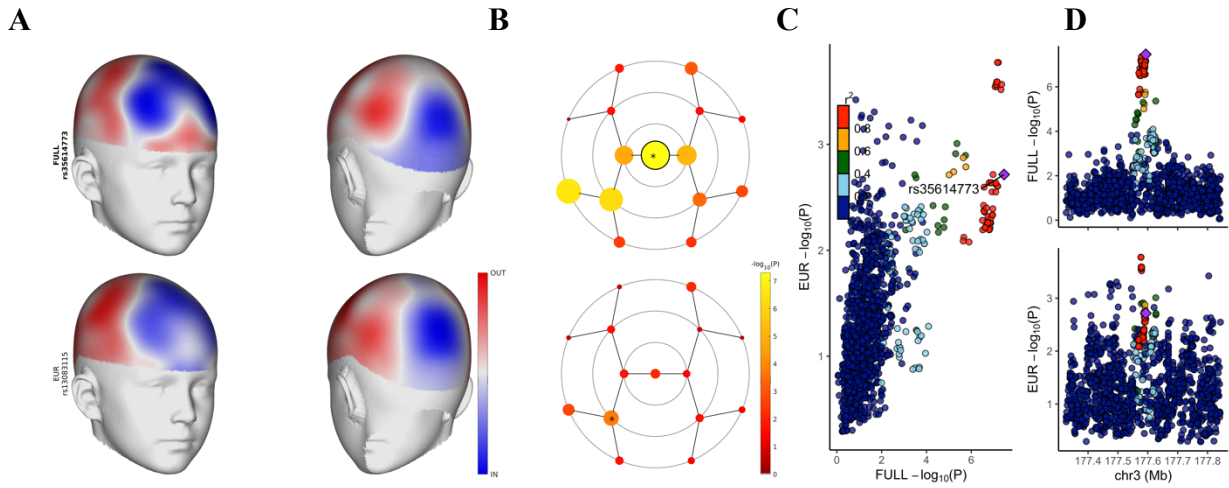 A
B
C
D
FULL
rs35614773
EUR
rs13083115
OUT
IN
*
-log10(P)
7
6
5
4
3
2
1
0
*
r2
0.8
0.6
0.4
rs35614773
EUR −log10(P)
3
2
1
0
2
4
6
FULL −log10(P)
FULL −log10(P)
6
4
2
0
EUR −log10(P)
3
2
1
177.4 177.5 177.6 177.7 177.8
chr3 (Mb)